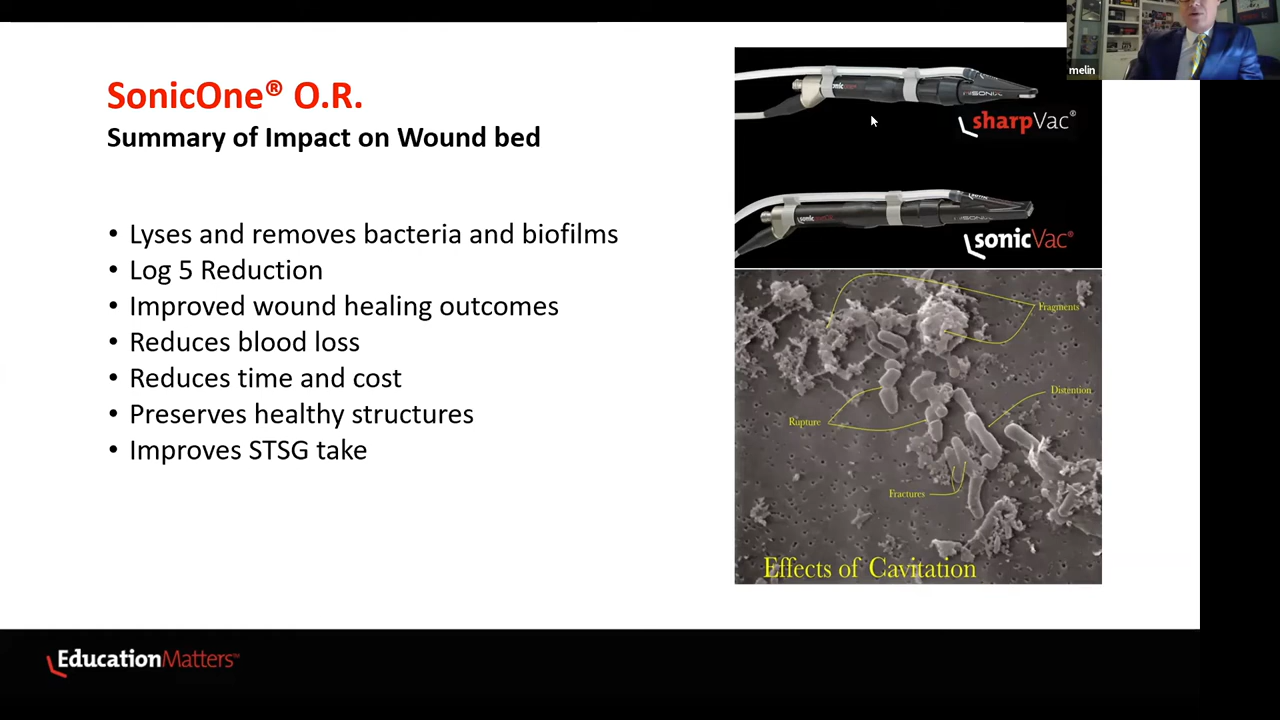 SonicOne® O.R.
Summary of Impact on Wound bed
• Lyses and removes bacteria and biofilms
• Log 5 Reduction
• Improved wound healing outcomes
• Reduces blood loss
• Reduces time and cost
• Preserves healthy structures
• Improves STSG take
melin
sharpVac®
sonicVac®
Fragments
Distention
Rupture
Fractures
Effects of Cavitation
EducationMatters™